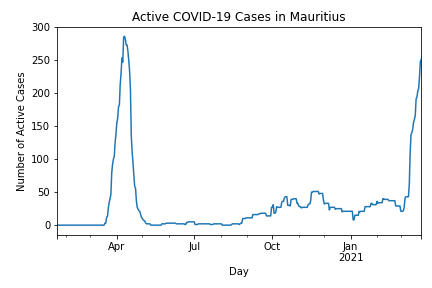 Active COVID-19 Cases in Mauritius
300
250
200
150
100
50
0
Number of Active Cases
Apr
Jul
Oct
Jan
2021
Day